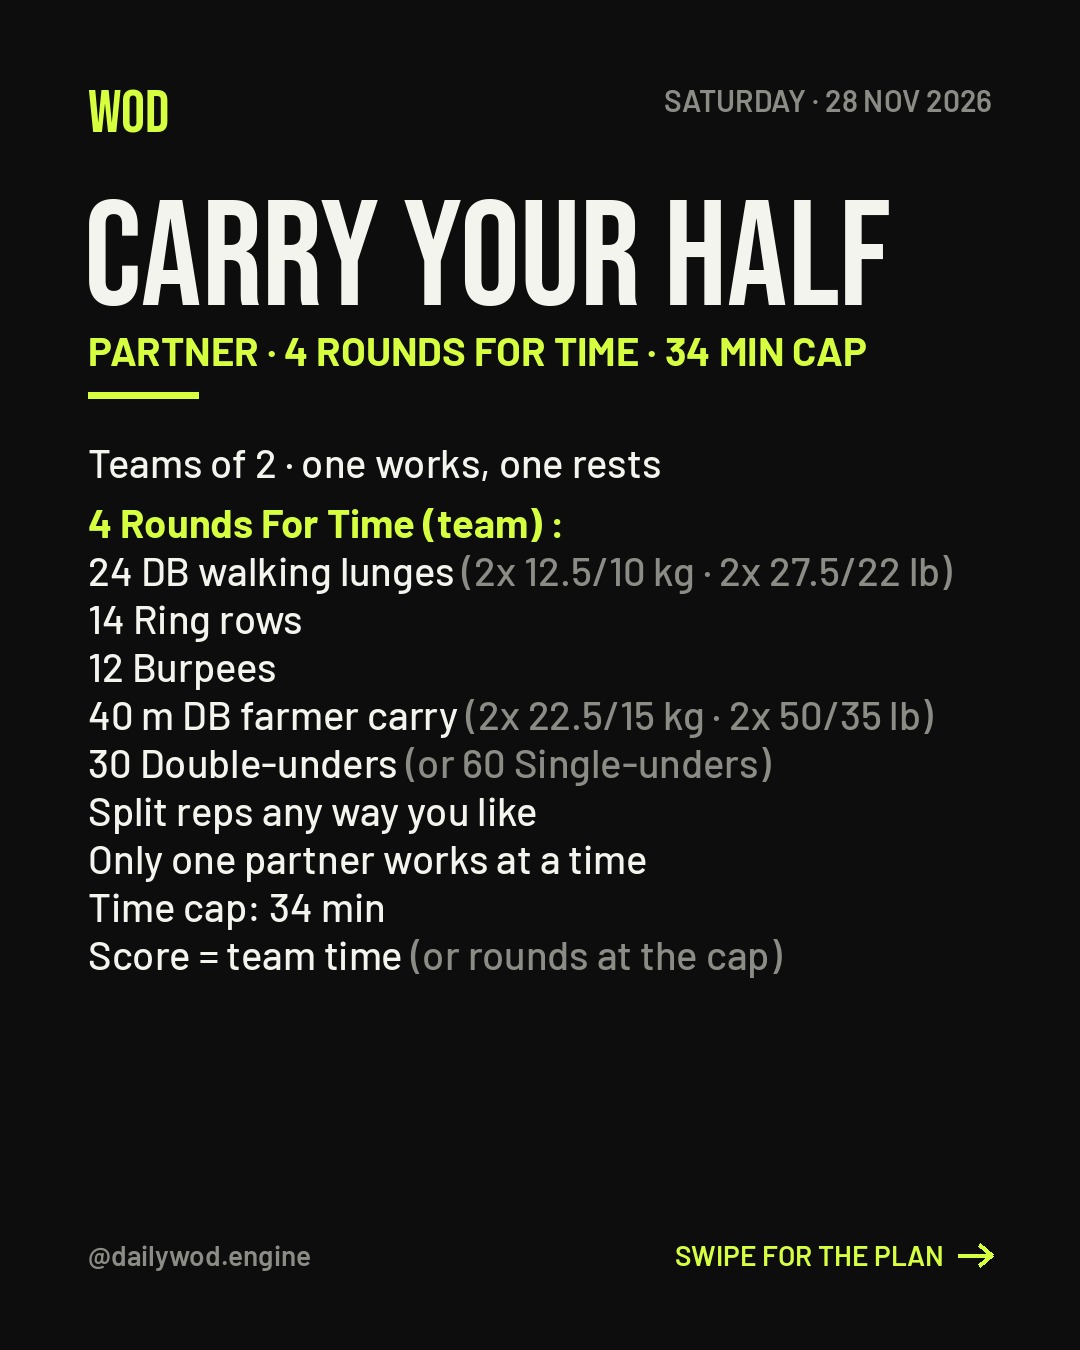 WOD
SATURDAY · 28 NOV 2026
CARRY YOUR HALF
PARTNER · 4 ROUNDS FOR TIME · 34 MIN CAP
Teams of 2 · one works, one rests
4 Rounds For Time (team) :
24 DB walking lunges (2x 12.5/10 kg · 2x 27.5/22 lb)
14 Ring rows
12 Burpees
40 m DB farmer carry (2x 22.5/15 kg · 2x 50/35 lb)
30 Double-unders (or 60 Single-unders)
Split reps any way you like
Only one partner works at a time
Time cap: 34 min
Score = team time (or rounds at the cap)
@dailywod.engine
SWIPE FOR THE PLAN →